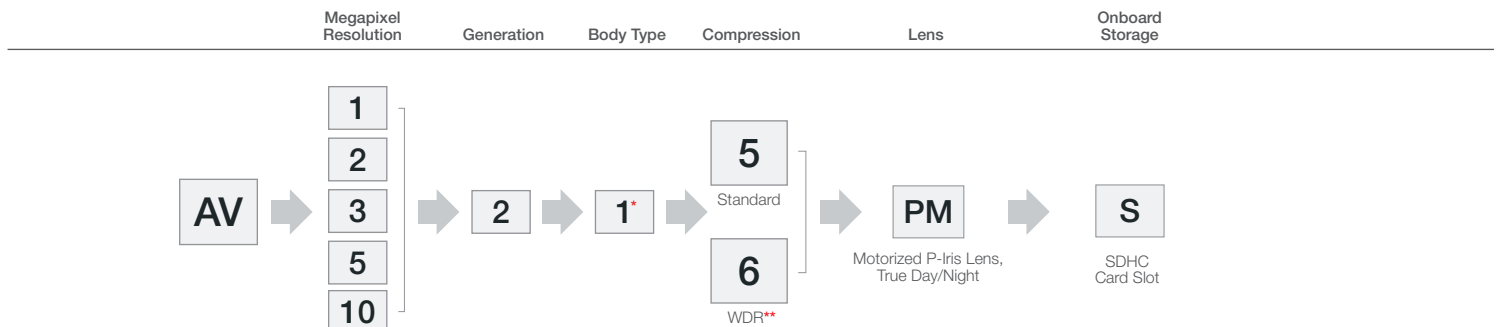 Megapixel
Resolution
Generation
Body Type
Compression
Lens
Onboard
Storage
AV
1
2
3
5
10
2
1*
5
Standard
6
WDR**
PM
Motorized P-Iris Lens,
True Day/Night
S
SDHC
Card Slot